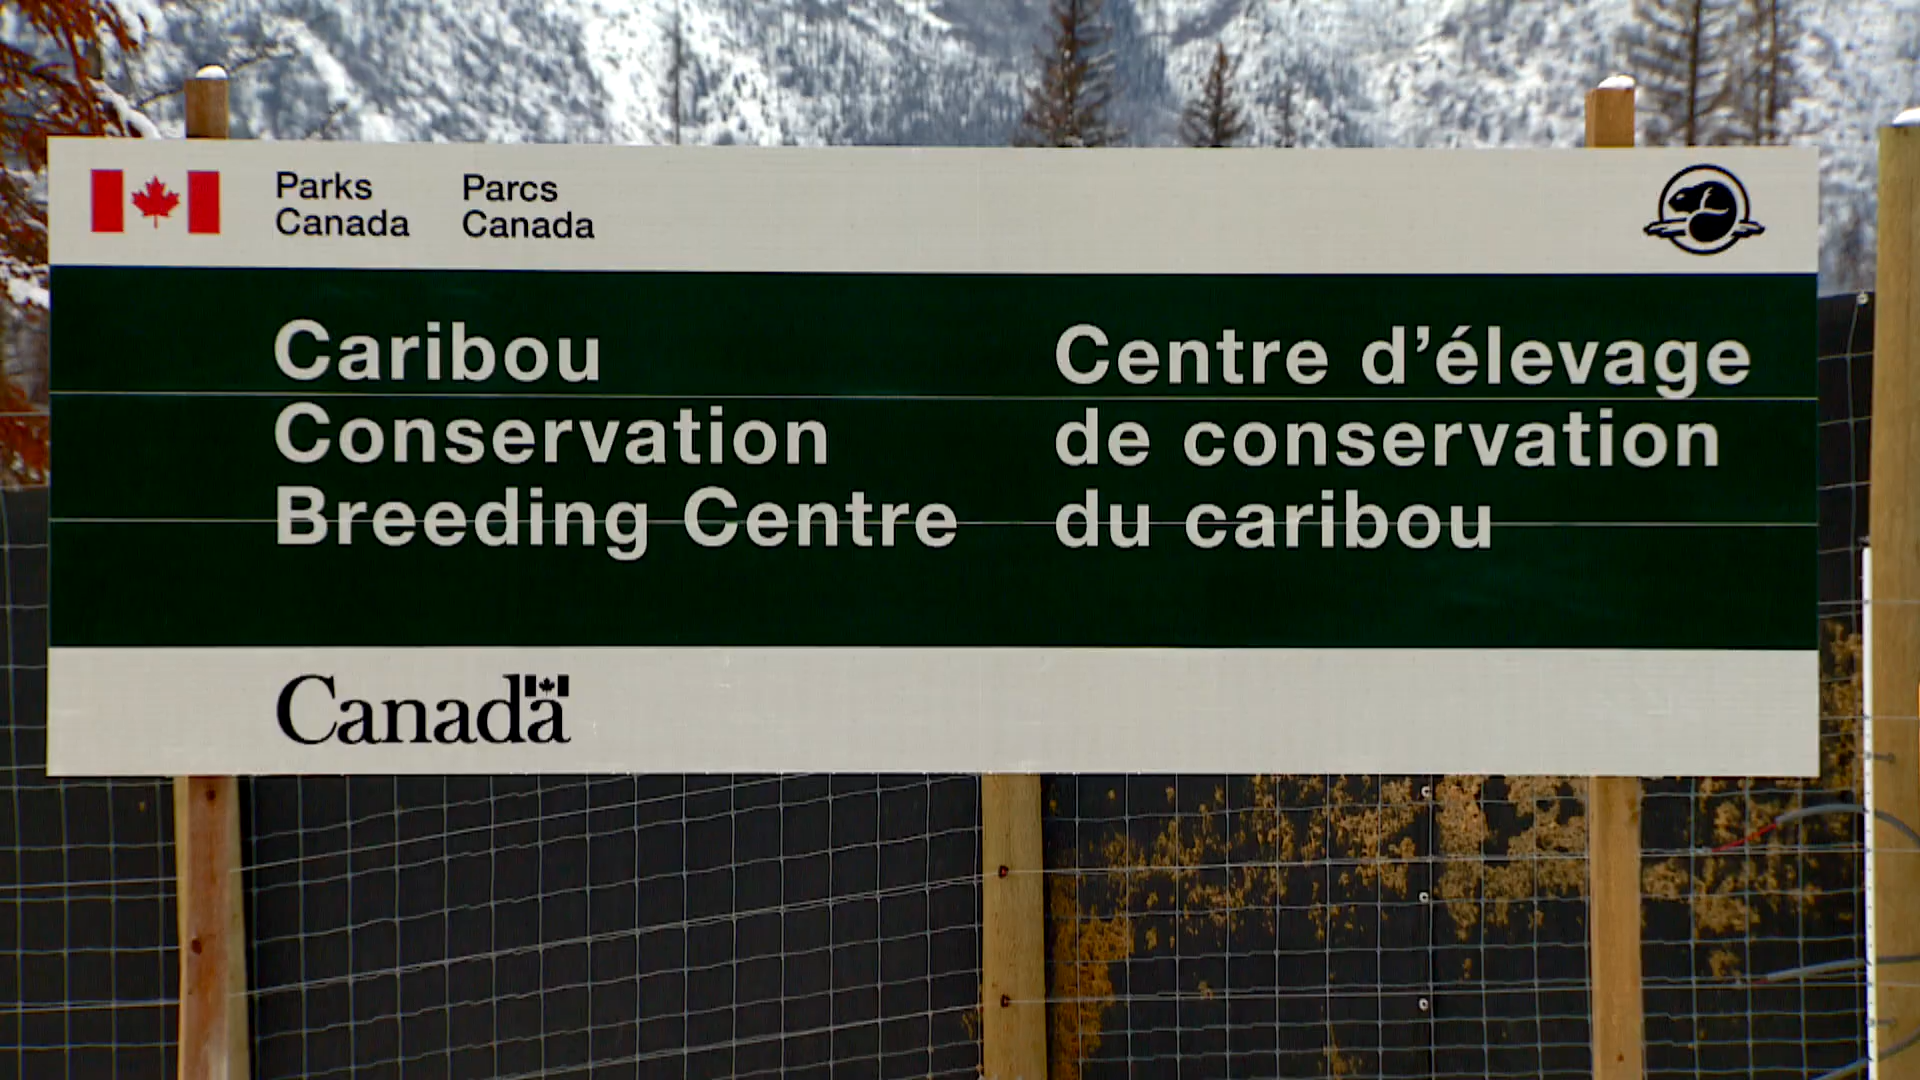 Parks
Canada
Parcs
Canada
Caribou
Conservation
Breeding Centre
Centre d’élevage
de conservation
du caribou
Canada